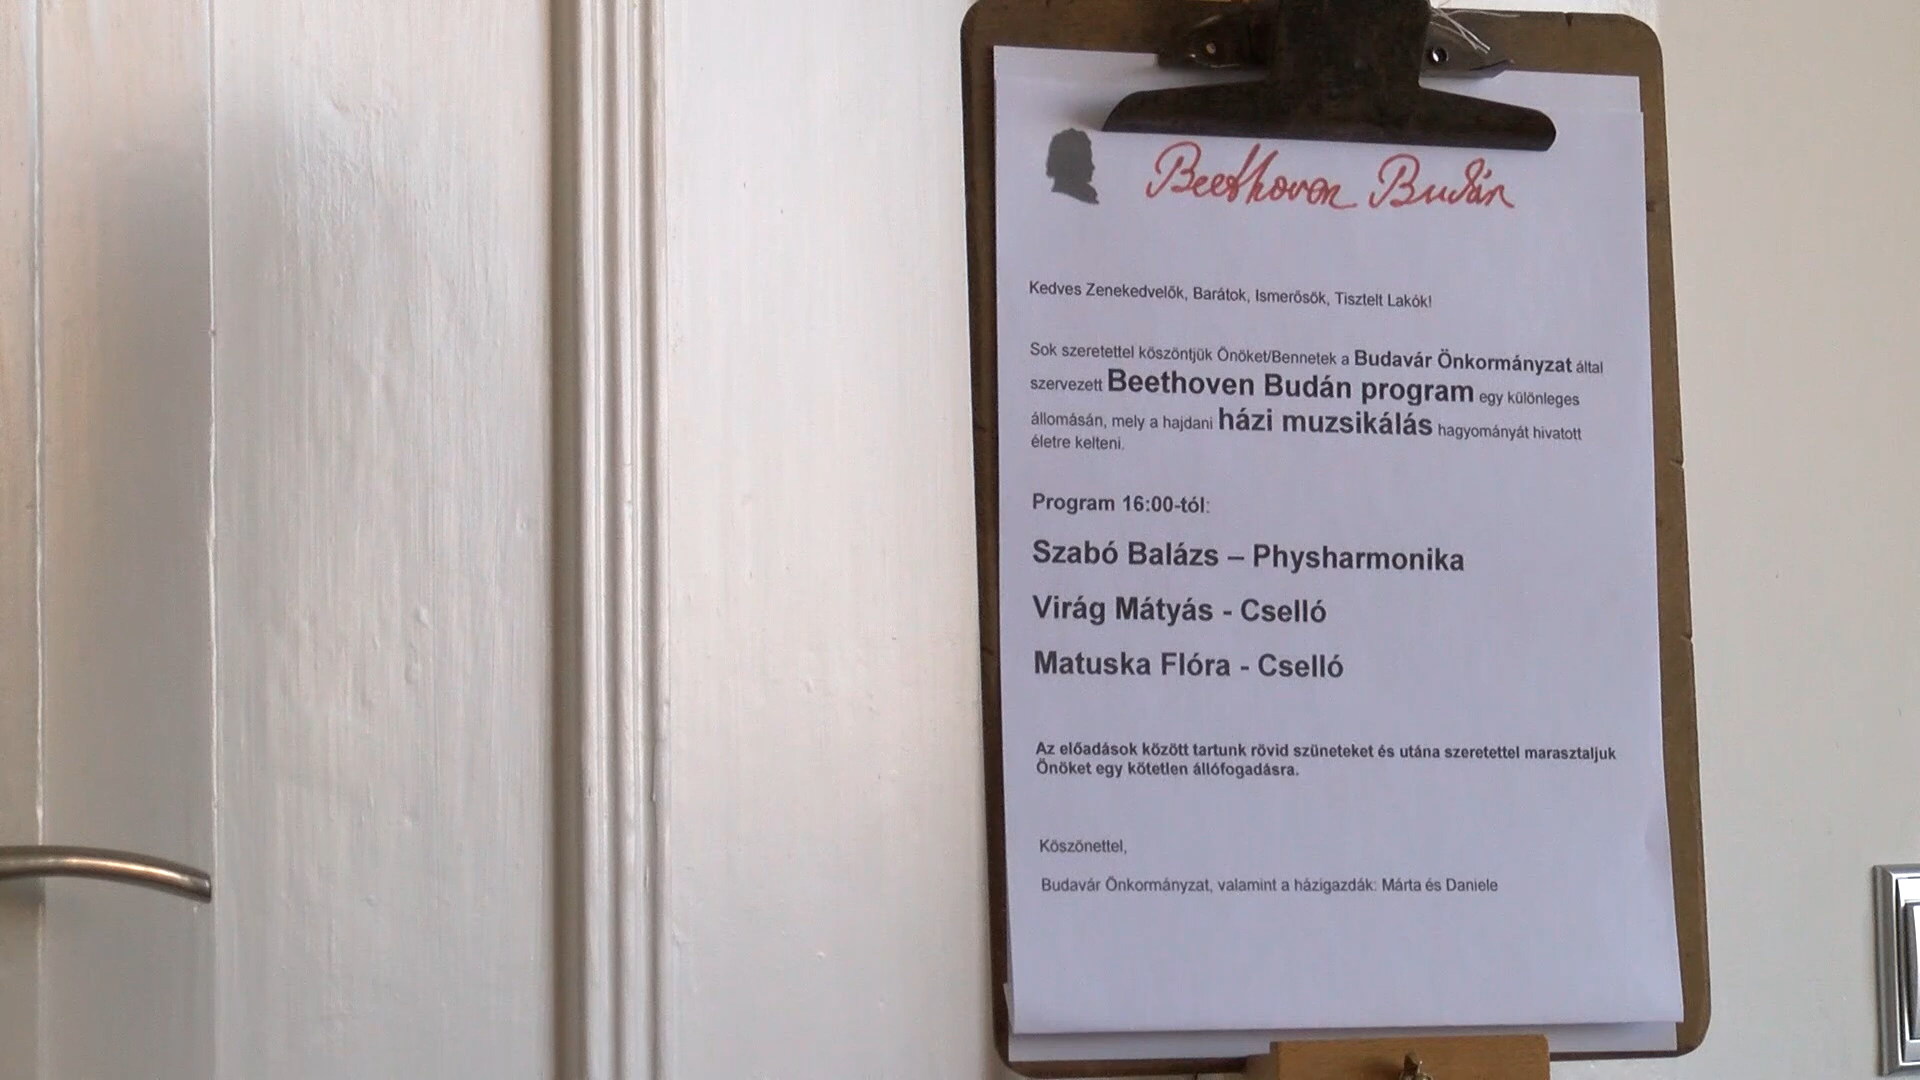 Beethoven Budán
Kedves Zenekedvelők, Barátok, Ismerősök, Tisztelt Lakók!
Sok szeretettel köszöntjük Önöket/Bennetek a Budavár Önkormányzat által
szervezett Beethoven Budán program egy különleges
állomásán, mely a hajdani házi muzsikálás hagyományát hivatott
életre kelteni.
Program 16:00-tól:
Szabó Balázs – Physharmonika
Virág Mátyás - Cselló
Matuska Flóra - Cselló
Az előadások között tartunk rövid szüneteket és utána szeretettel marasztaljuk
Önöket egy kötetlen állófogadásra.
Köszönettel,
Budavár Önkormányzat, valamint a házigazdák: Márta és Daniele